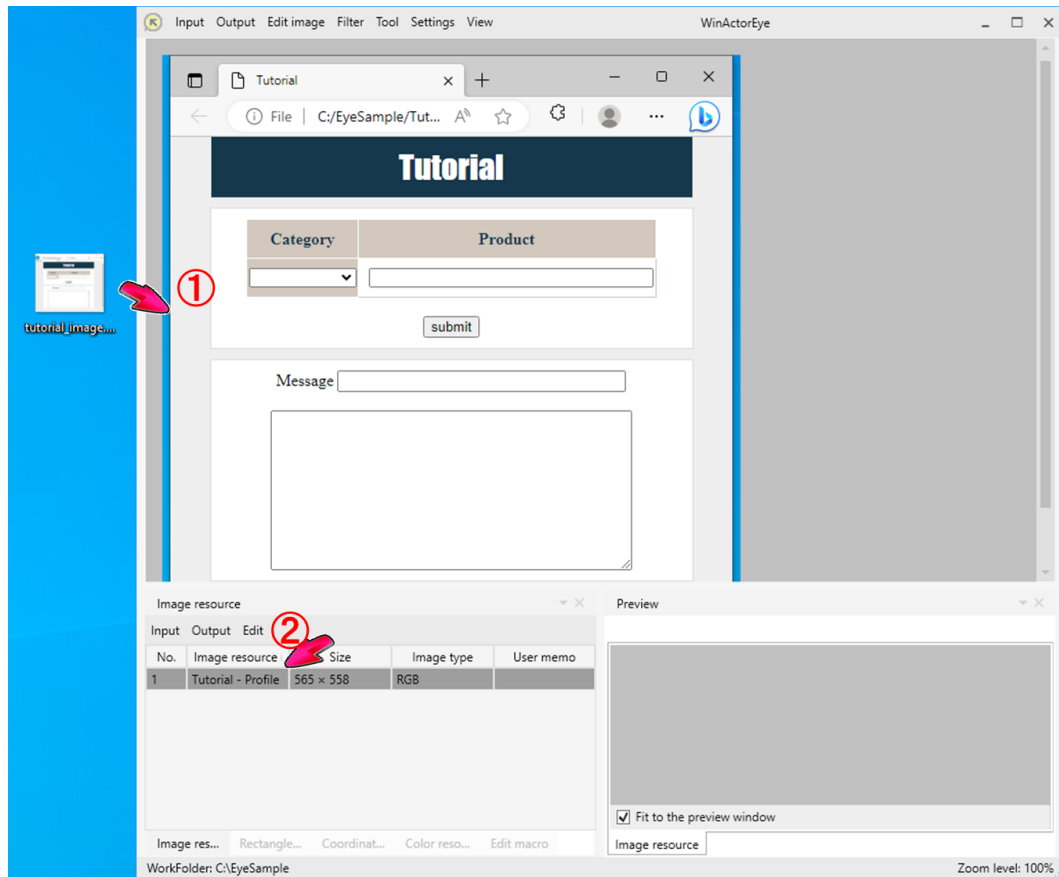 Input Output Edit image Filter Tool Settings View WinActorEye
Tutorial
File | C:/EyeSample/Tut...
Tutorial
Category Product
①
tutorial_image....
submit
Message
Image resource
Preview
Input Output Edit ②
No. Image resource Size Image type User memo
1 Tutorial - Profile 565 × 558 RGB
Fit to the preview window
Image res... Rectangle... Coordinat... Color reso... Edit macro
Image resource
WorkFolder: C:\EyeSample Zoom level: 100%